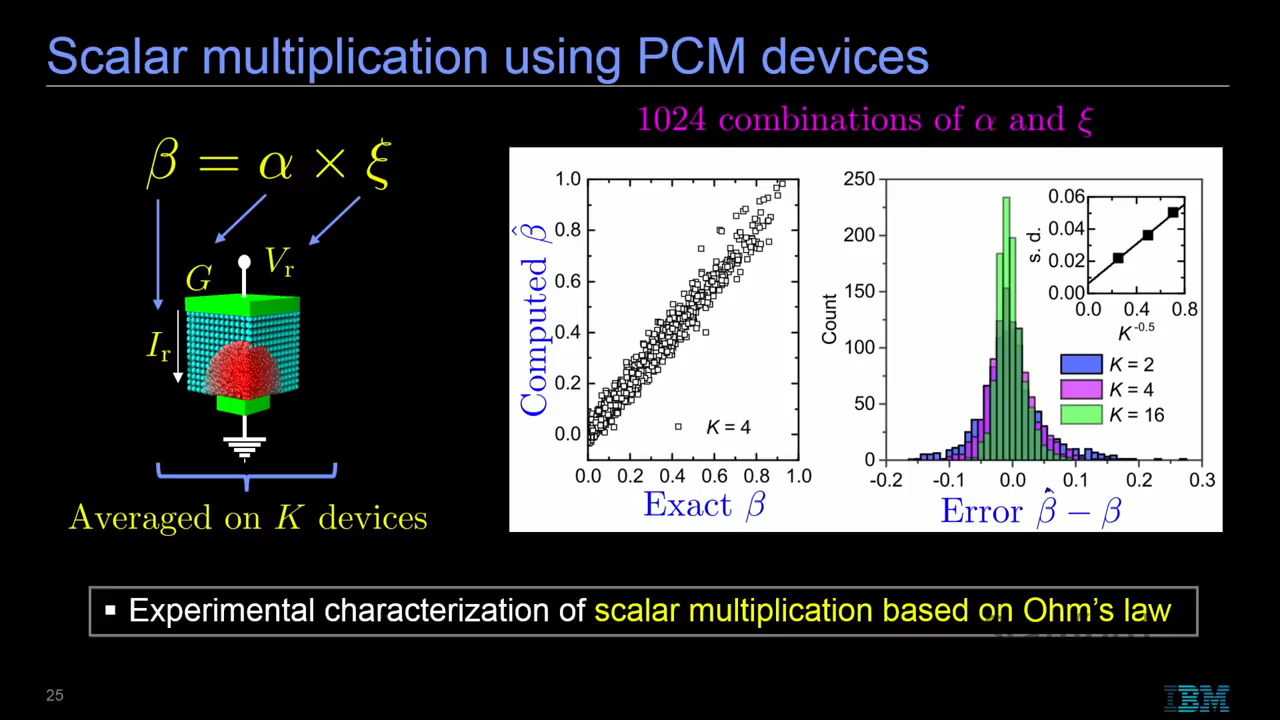 Scalar multiplication using PCM devices
1024 combinations of α and ξ
β = α × ξ
G
Vr
Ir
Averaged on K devices
Computed β̂
1.0
0.8
0.6
0.4
0.2
0.0
K = 4
0.0 0.2 0.4 0.6 0.8 1.0
Exact β
Count
250
200
150
100
50
0
s. d.
0.06
0.04
0.02
0.00
0.0 0.4 0.8
K-0.5
K = 2
K = 4
K = 16
-0.2 -0.1 0.0 0.1 0.2 0.3
Error β̂ − β
▪ Experimental characterization of scalar multiplication based on Ohm's law
25
IBM